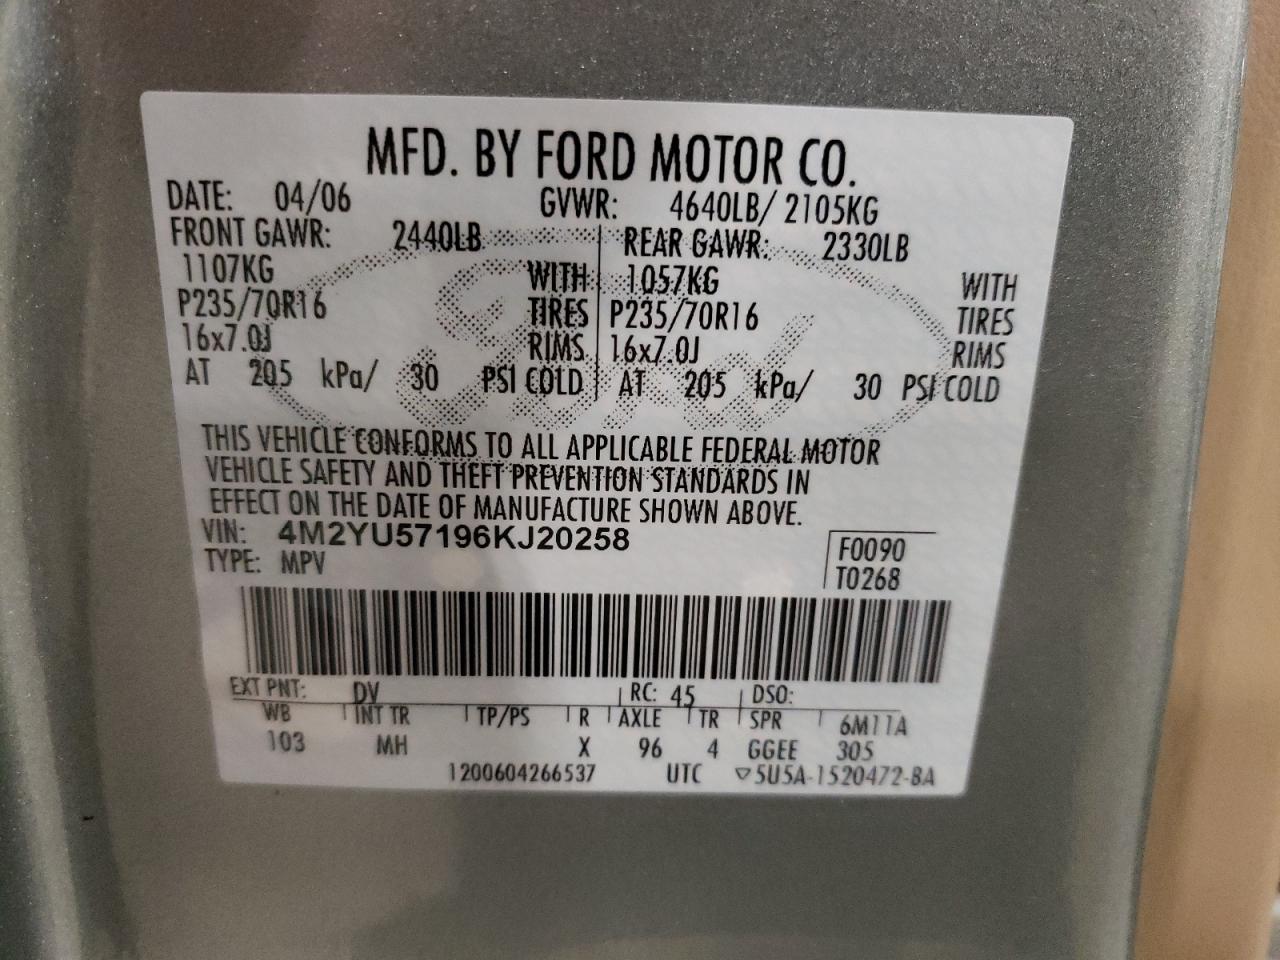 MFD. BY FORD MOTOR CO.
DATE: 04/06 GVWR: 4640LB/ 2105KG
FRONT GAWR: 2440LB REAR GAWR: 2330LB
1107KG WITH 1057KG WITH
P235/70R16 TIRES P235/70R16 TIRES
16x7.0J RIMS 16x7.0J RIMS
AT 205 kPa/ 30 PSI COLD AT 205 kPa/ 30 PSI COLD
Ford
THIS VEHICLE CONFORMS TO ALL APPLICABLE FEDERAL MOTOR
VEHICLE SAFETY AND THEFT PREVENTION STANDARDS IN
EFFECT ON THE DATE OF MANUFACTURE SHOWN ABOVE.
VIN: 4M2YU57196KJ20258 F0090
TYPE: MPV T0268
EXT PNT: DV RC: 45 DSO:
WB INT TR TP/PS R AXLE TR SPR 6M11A
103 MH X 96 4 GGEE 305
1200604266537 UTC ▽5U5A-1520472-BA